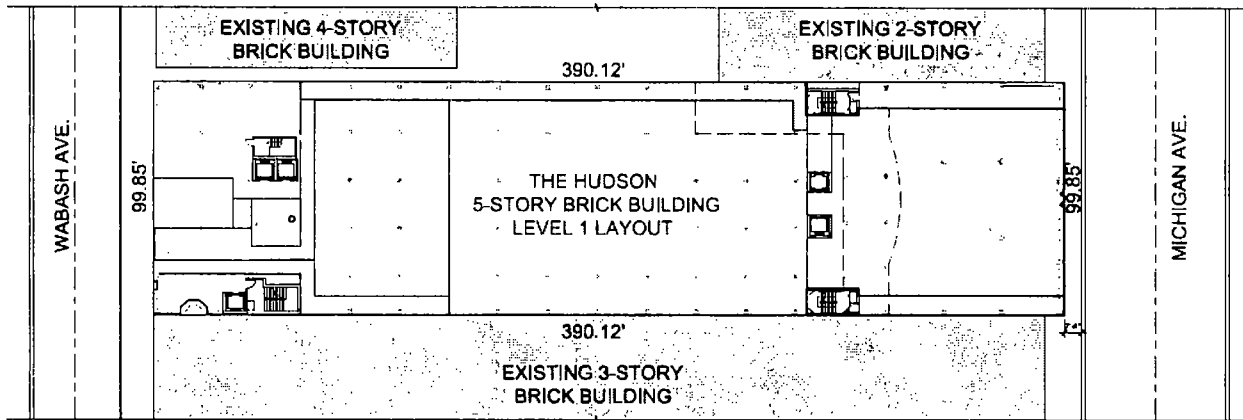 EXISTING 4-STORY
BRICK BUILDING
EXISTING 2-STORY
BRICK BUILDING
390.12'
WABASH AVE.
99.85'
THE HUDSON
5-STORY BRICK BUILDING
LEVEL 1 LAYOUT
99.85'
MICHIGAN AVE.
390.12'
EXISTING 3-STORY
BRICK BUILDING